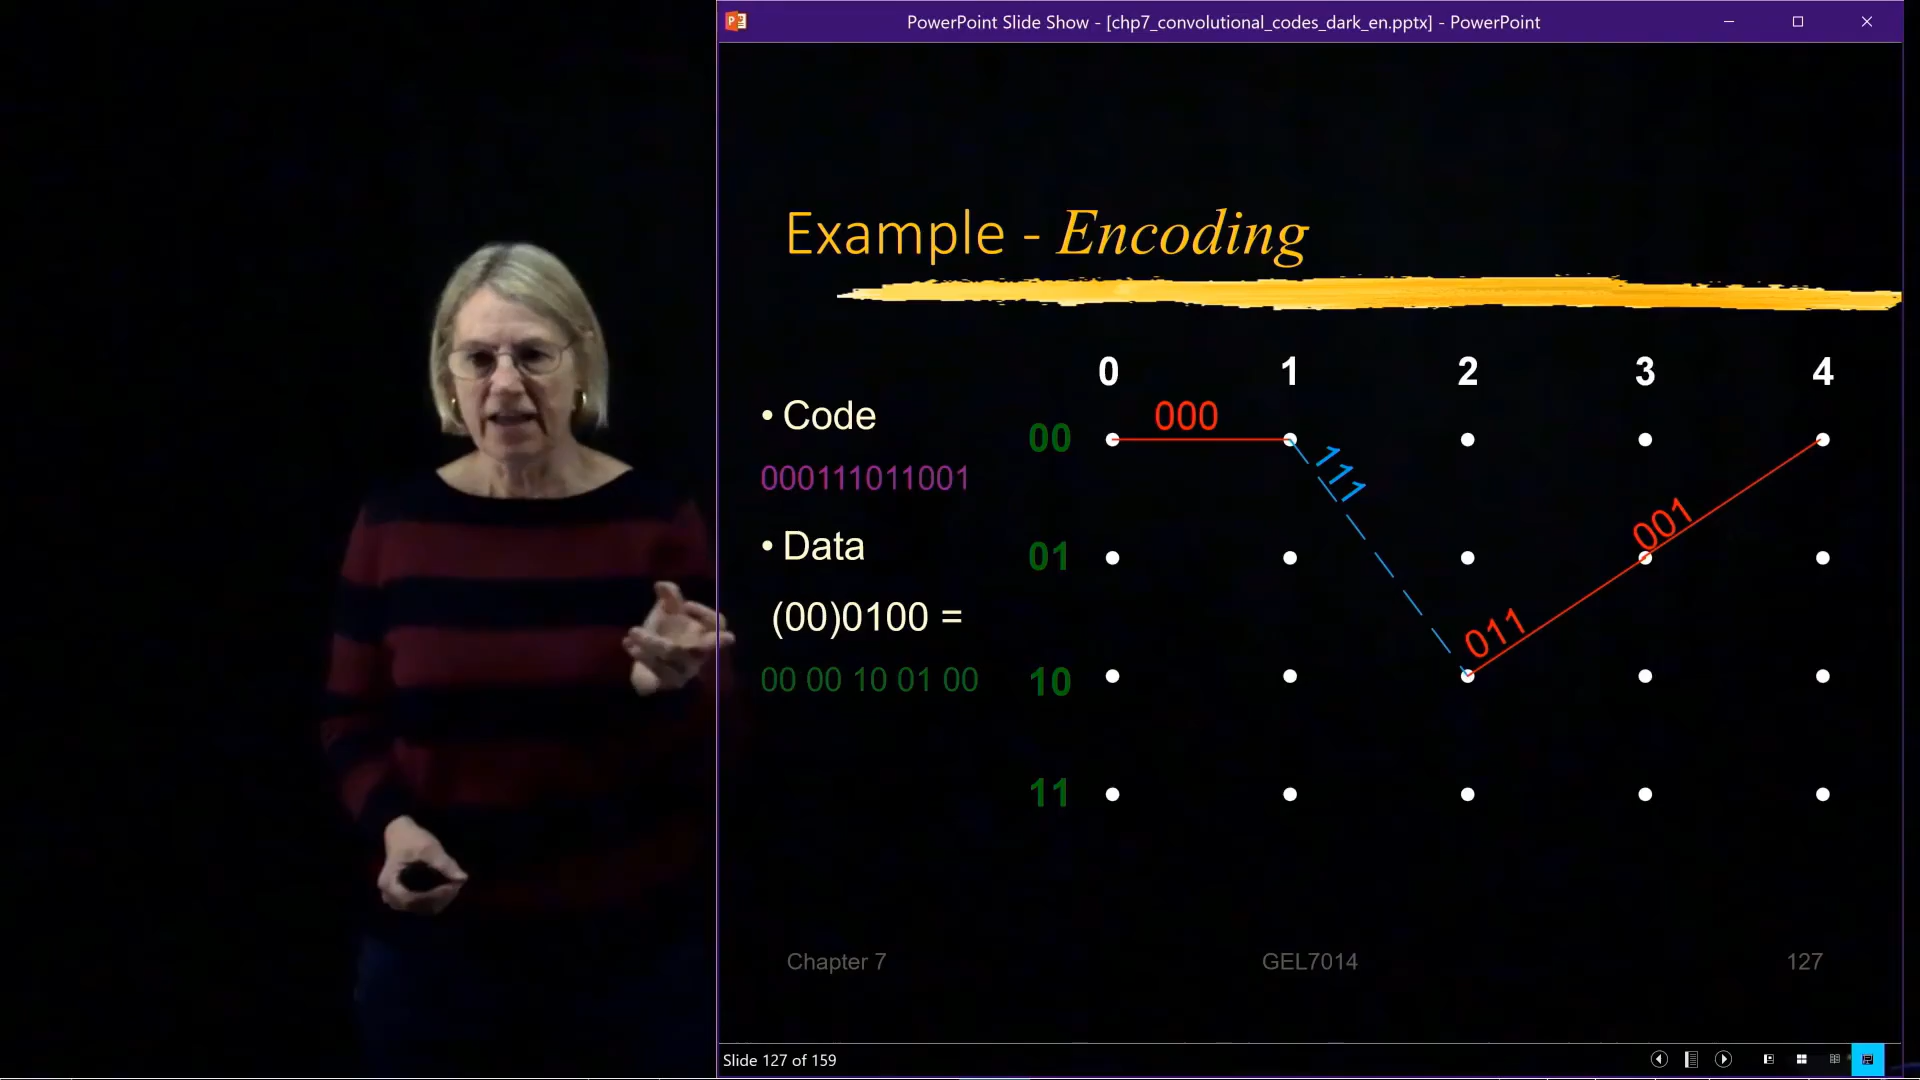 PowerPoint Slide Show - [chp7_convolutional_codes_dark_en.pptx] - PowerPoint
Example - Encoding
0 1 2 3 4
• Code
000111011001
• Data
(00)0100 =
00 00 10 01 00
00
01
10
11
000
111
011
001
Chapter 7
GEL7014
127
Slide 127 of 159